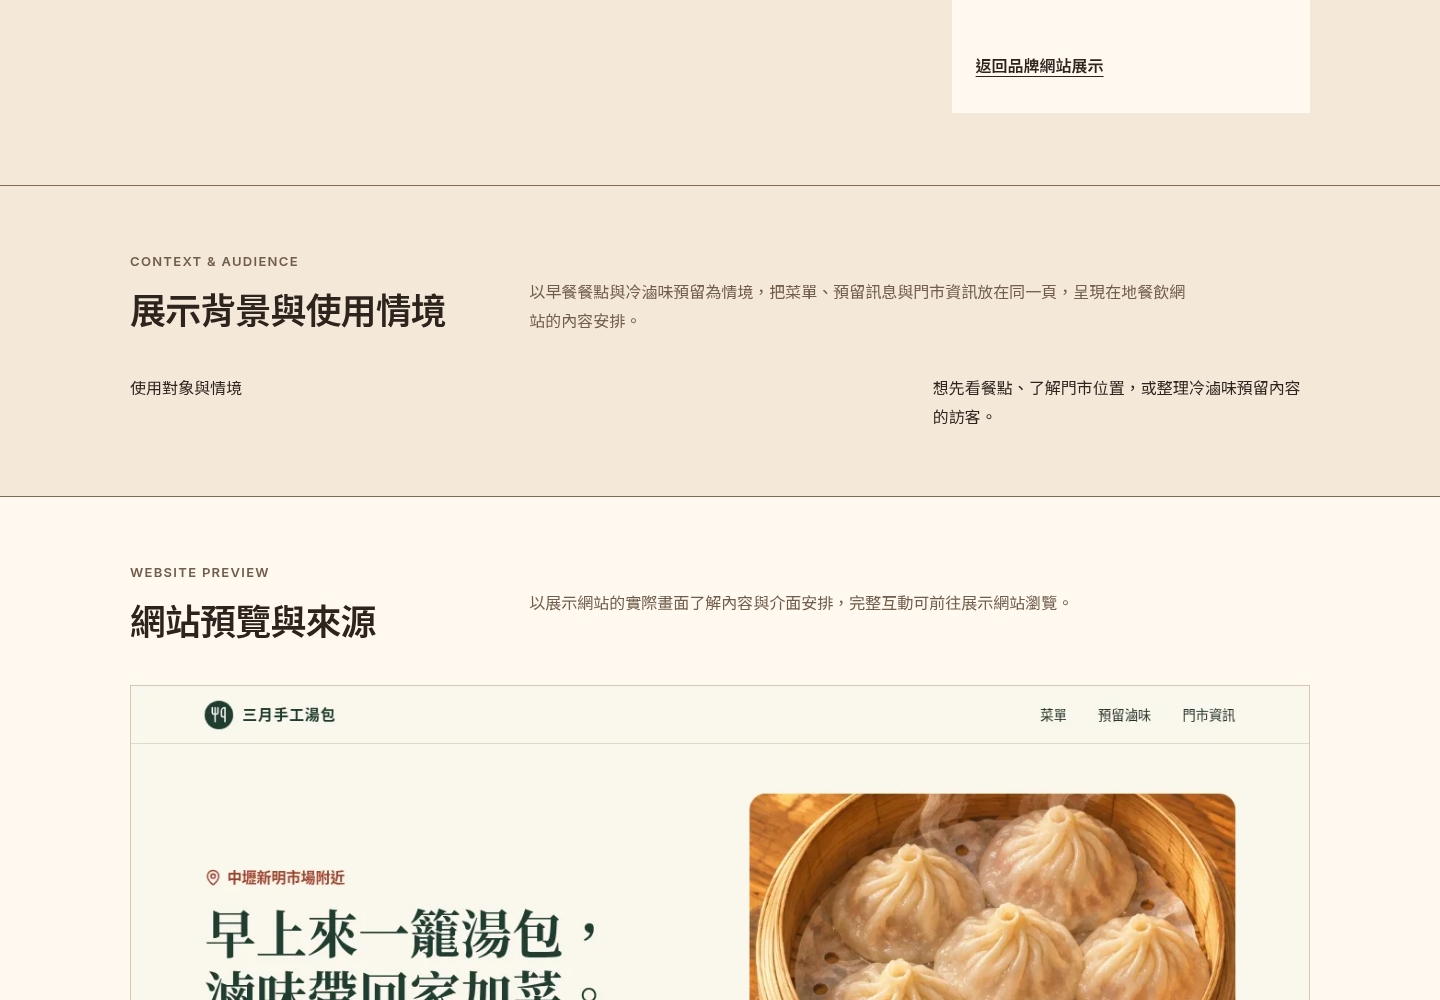 返回品牌網站展示
CONTEXT & AUDIENCE
展示背景與使用情境
以早餐餐點與冷滷味預留為情境，把菜單、預留訊息與門市資訊放在同一頁，呈現在地餐飲網
站的內容安排。
使用對象與情境
想先看餐點、了解門市位置，或整理冷滷味預留內容
的訪客。
WEBSITE PREVIEW
網站預覽與來源
以展示網站的實際畫面了解內容與介面安排，完整互動可前往展示網站瀏覽。
三月手工湯包
菜單 預留滷味 門市資訊
中壢新明市場附近
早上來一籠湯包，
滷味帶回家加菜。